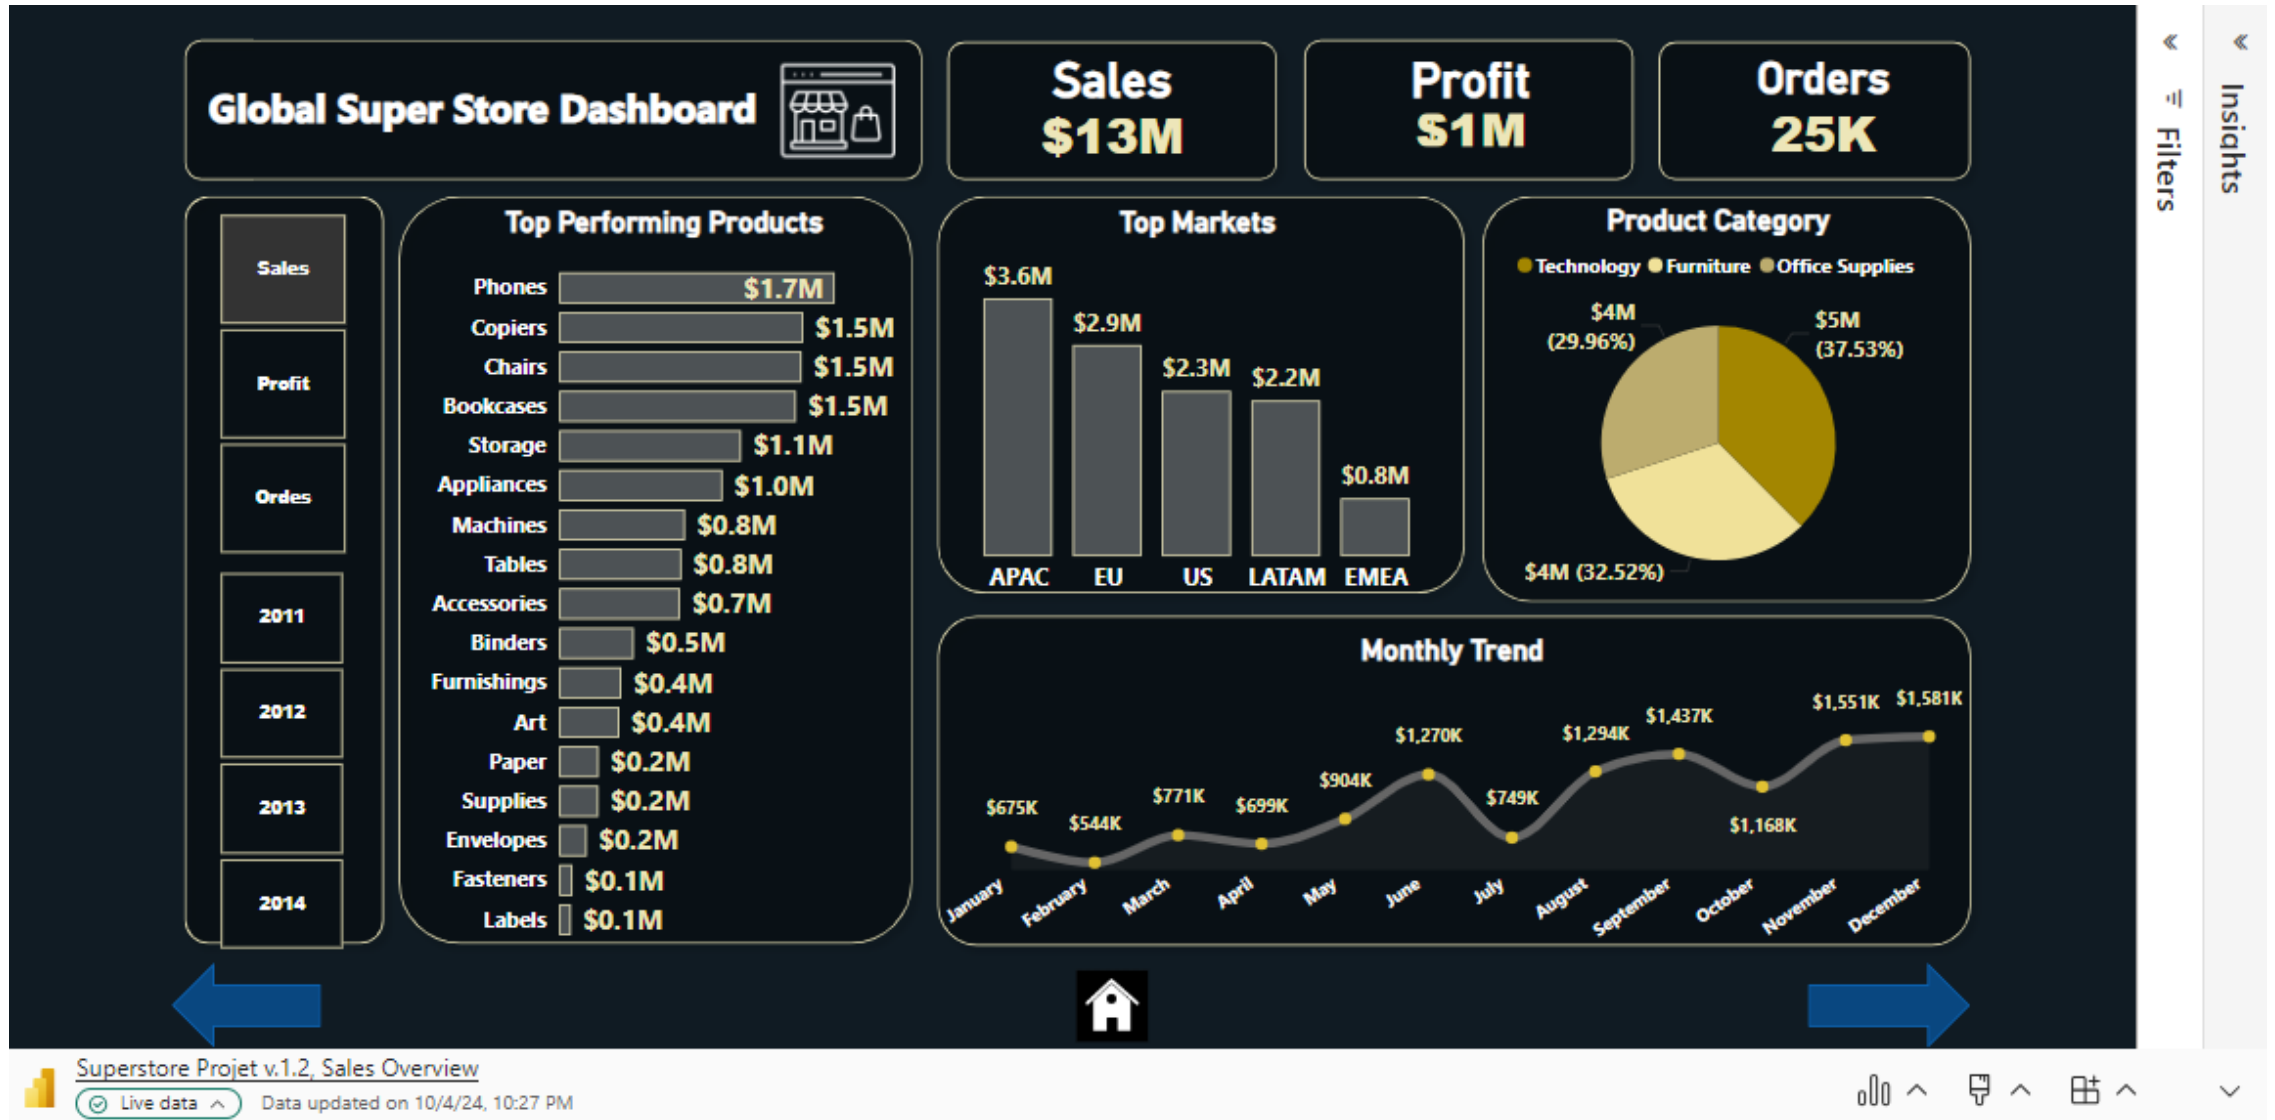 Global Super Store Dashboard
Sales
$13M
Profit
$1M
Orders
25K
Sales
Profit
Ordes
2011
2012
2013
2014
Top Performing Products
Phones $1.7M
Copiers $1.5M
Chairs $1.5M
Bookcases $1.5M
Storage $1.1M
Appliances $1.0M
Machines $0.8M
Tables $0.8M
Accessories $0.7M
Binders $0.5M
Furnishings $0.4M
Art $0.4M
Paper $0.2M
Supplies $0.2M
Envelopes $0.2M
Fasteners $0.1M
Labels $0.1M
Top Markets
$3.6M
$2.9M
$2.3M
$2.2M
$0.8M
APAC EU US LATAM EMEA
Product Category
Technology Furniture Office Supplies
$4M
(29.96%)
$5M
(37.53%)
$4M (32.52%)
Monthly Trend
$675K
$544K
$771K
$699K
$904K
$1,270K
$749K
$1,294K
$1,437K
$1,168K
$1,551K
$1,581K
January
February
March
April
May
June
July
August
September
October
November
December
Filters
Insights
Superstore Projet v.1.2, Sales Overview
Live data
Data updated on 10/4/24, 10:27 PM